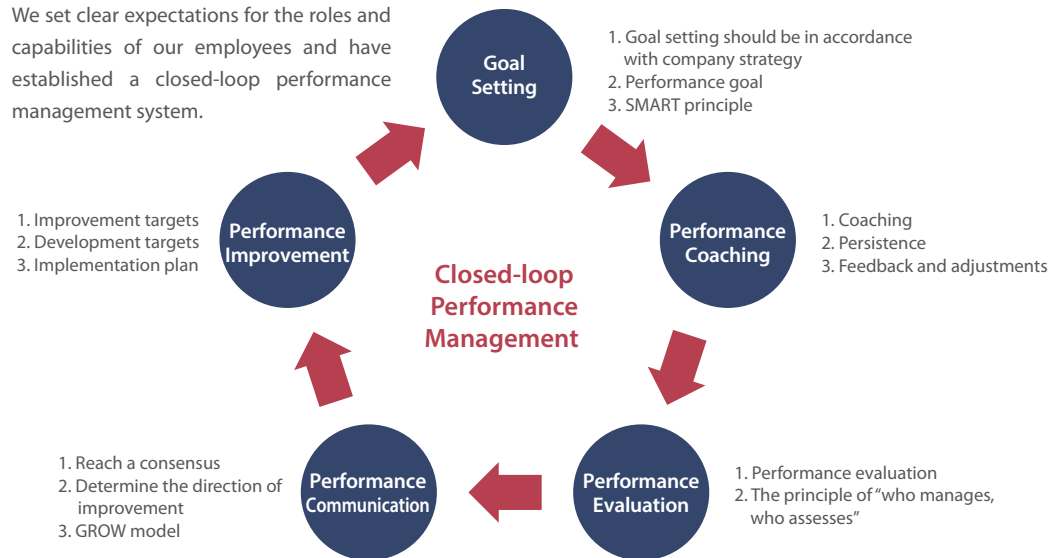 We set clear expectations for the roles and
capabilities of our employees and have
established a closed-loop performance
management system.
Goal
Setting
1. Goal setting should be in accordance
with company strategy
2. Performance goal
3. SMART principle
Performance
Coaching
1. Coaching
2. Persistence
3. Feedback and adjustments
Performance
Evaluation
1. Performance evaluation
2. The principle of “who manages,
who assesses”
Performance
Communication
1. Reach a consensus
2. Determine the direction of
improvement
3. GROW model
Performance
Improvement
1. Improvement targets
2. Development targets
3. Implementation plan
Closed-loop
Performance
Management